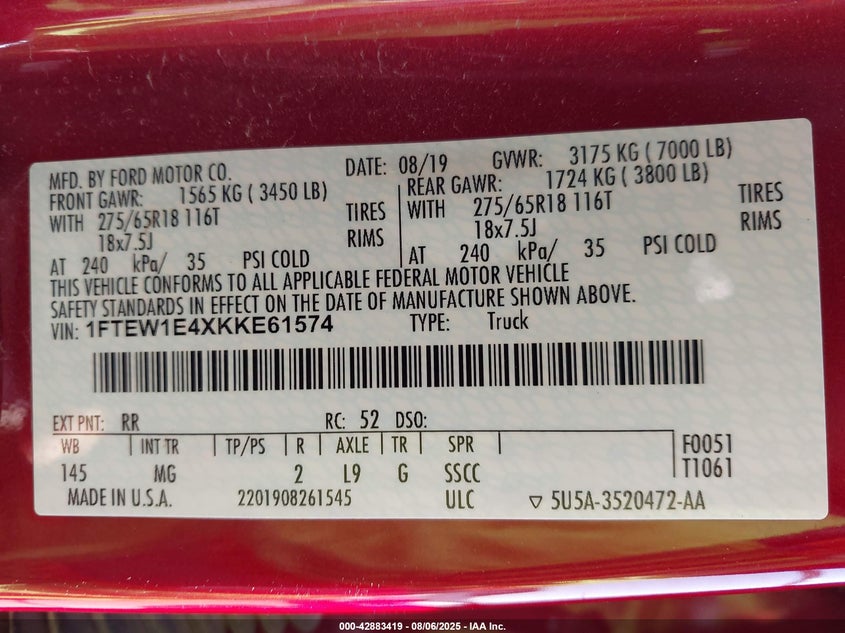 MFD. BY FORD MOTOR CO. DATE: 08/19 GVWR: 3175 KG ( 7000 LB)
FRONT GAWR: 1565 KG ( 3450 LB) REAR GAWR: 1724 KG ( 3800 LB)
WITH 275/65R18 116T TIRES WITH 275/65R18 116T TIRES
18x7.5J RIMS 18x7.5J RIMS
AT 240 kPa/ 35 PSI COLD AT 240 kPa/ 35 PSI COLD
THIS VEHICLE CONFORMS TO ALL APPLICABLE FEDERAL MOTOR VEHICLE
SAFETY STANDARDS IN EFFECT ON THE DATE OF MANUFACTURE SHOWN ABOVE.
VIN: 1FTEW1E4XKKE61574 TYPE: Truck
EXT PNT: RR RC: 52 DSO:
WB INT TR TP/PS R AXLE TR SPR F0051
145 MG 2 L9 G SSCC T1061
MADE IN U.S.A. 2201908261545 ULC ▽ 5U5A-3520472-AA
000-42883419 - 08/06/2025 - IAA Inc.